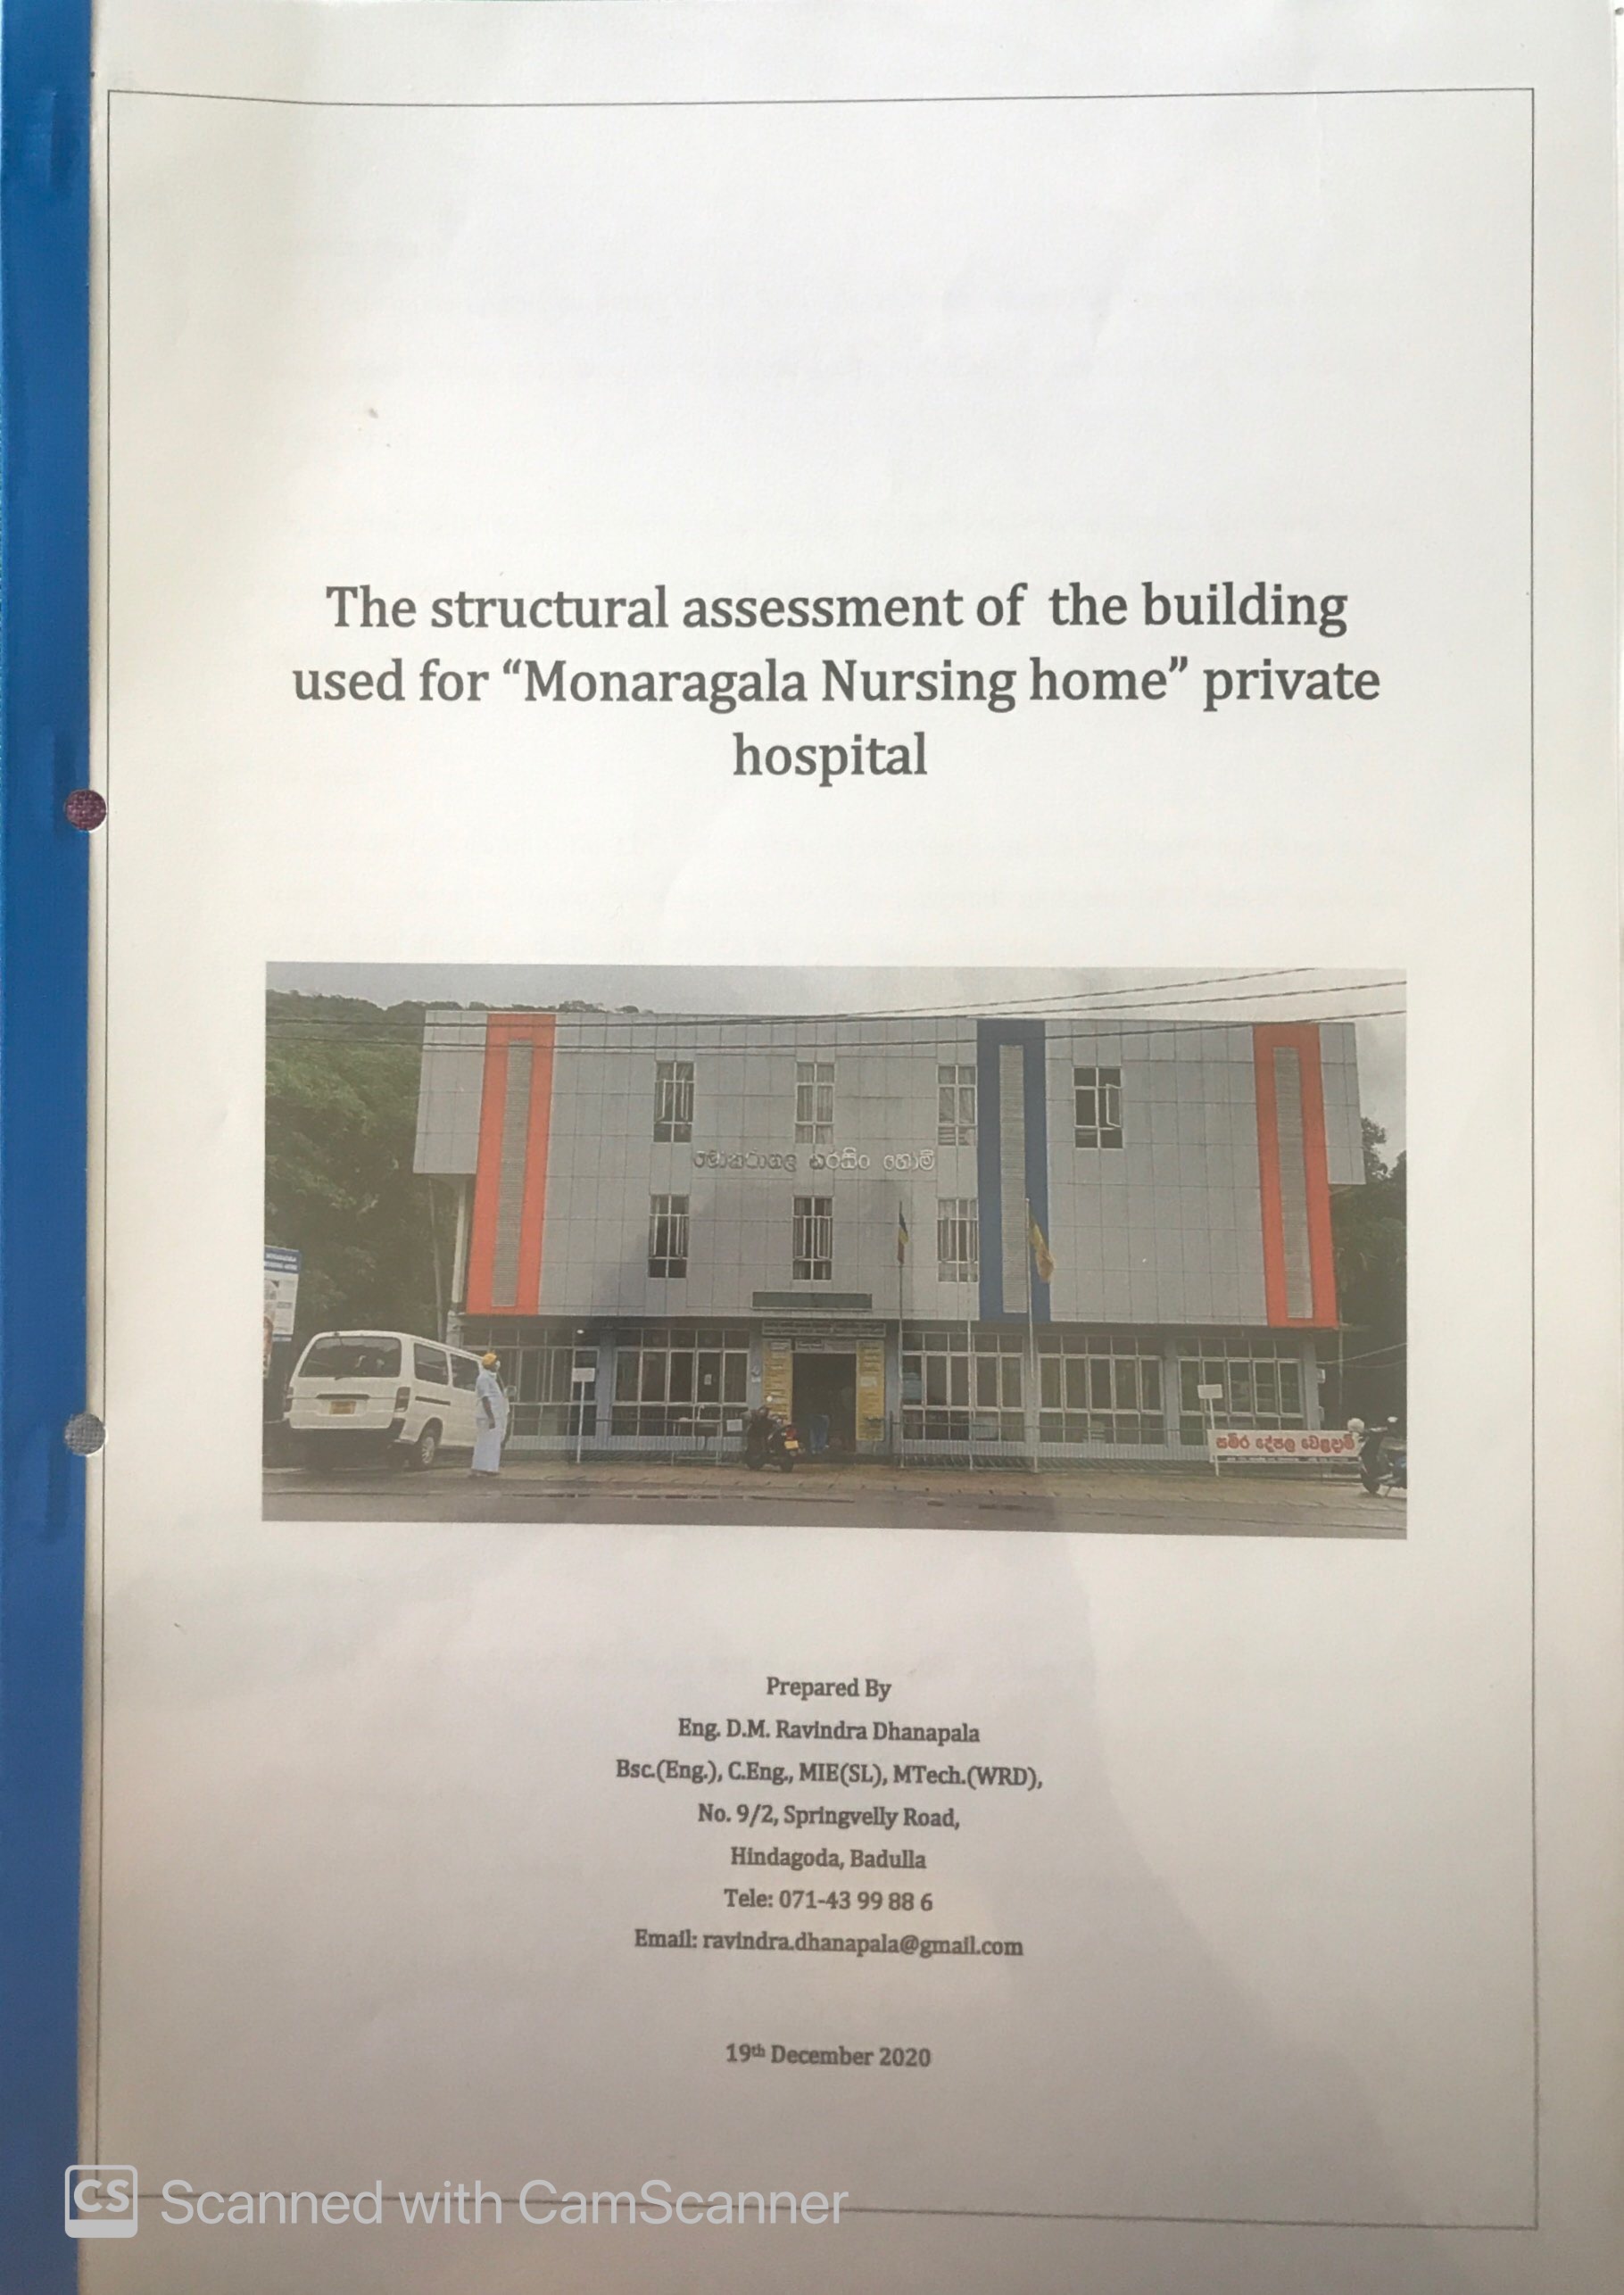 The structural assessment of the building
used for “Monaragala Nursing home” private
hospital
මොණරාගල නර්සිං හෝම්
සමීර දේපල වෙළඳාම්
Prepared By
Eng. D.M. Ravindra Dhanapala
Bsc.(Eng.), C.Eng., MIE(SL), MTech.(WRD),
No. 9/2, Springvelly Road,
Hindagoda, Badulla
Tele: 071-43 99 88 6
Email: ravindra.dhanapala@gmail.com
19th December 2020
CS Scanned with CamScanner